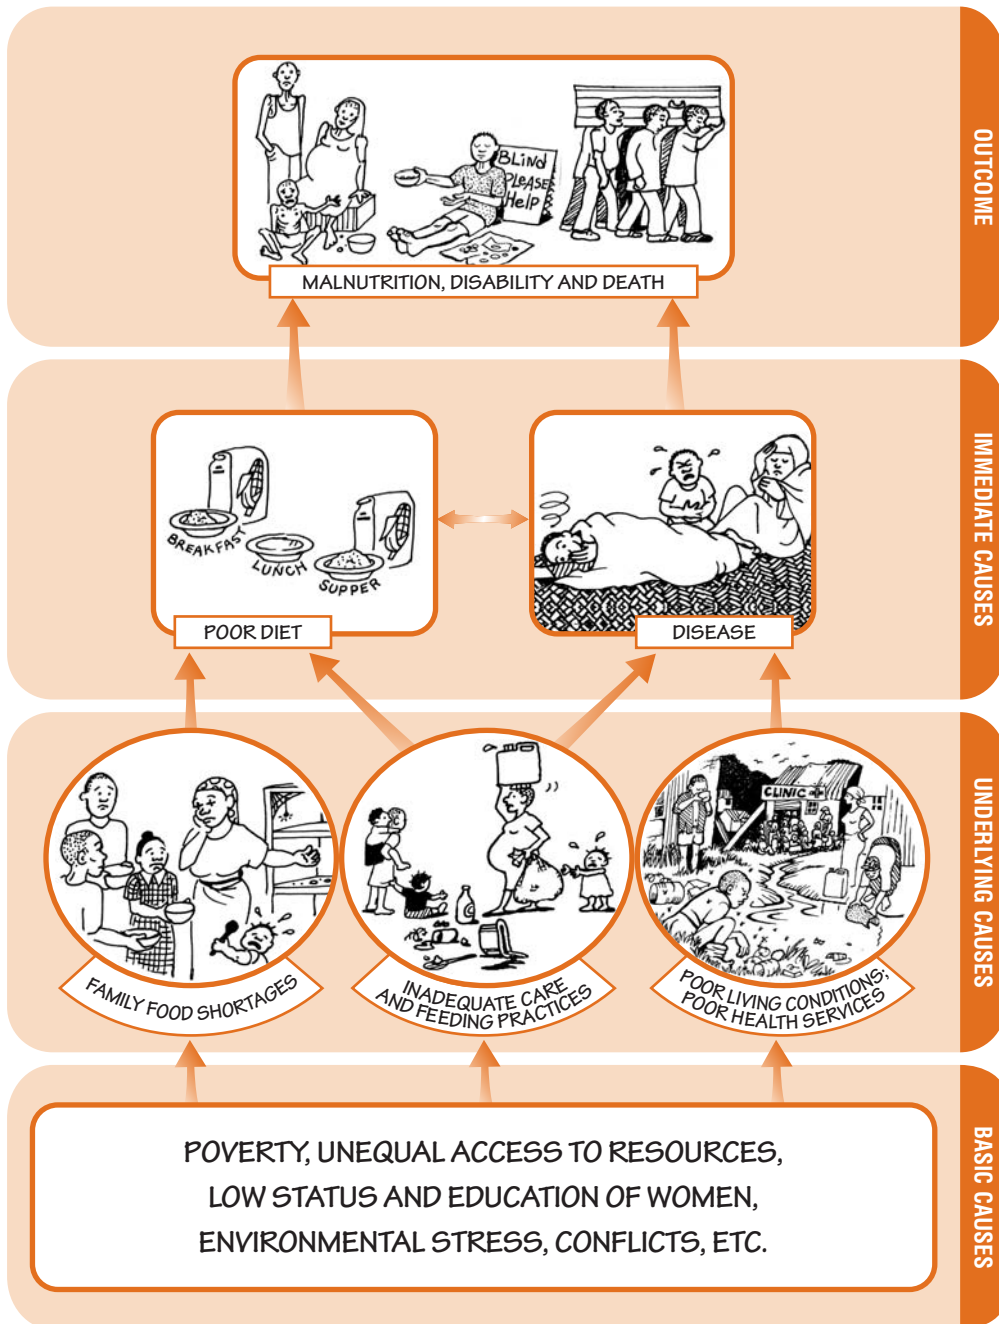 OUTCOME
BLiNd
PLeASE
HeLp
MALNUTRITION, DISABILITY AND DEATH
IMMEDIATE CAUSES
BREAKFAST
LUNCH
SUPPER
POOR DIET
DISEASE
UNDERLYING CAUSES
CLINIC
FAMILY FOOD SHORTAGES
INADEQUATE CARE
AND FEEDING PRACTICES
POOR LIVING CONDITIONS;
POOR HEALTH SERVICES
BASIC CAUSES
POVERTY, UNEQUAL ACCESS TO RESOURCES,
LOW STATUS AND EDUCATION OF WOMEN,
ENVIRONMENTAL STRESS, CONFLICTS, ETC.